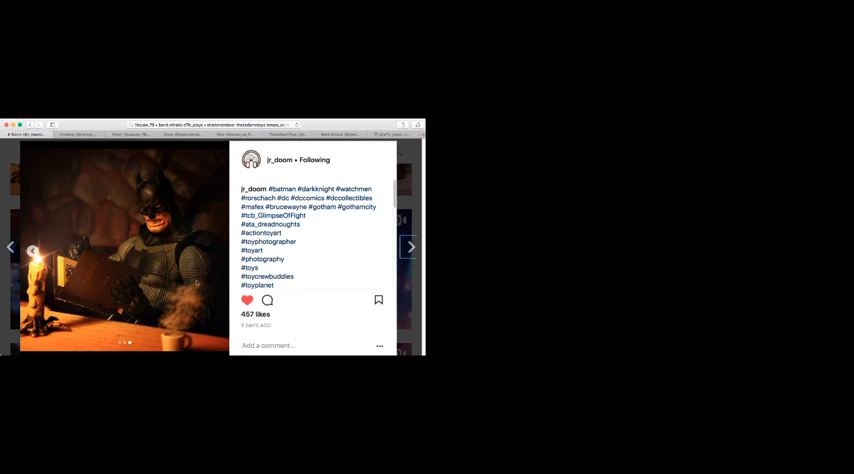 jr_doom • Following
jr_doom #batman #darkknight #watchmen
#rorschach #dc #dccomics #dccollectibles
#mafex #brucewayne #gotham #gothamcity
#tcb_GlimpseOfFight
#ata_dreadnoughts
#actiontoyart
#toyphotographer
#toyart
#photography
#toys
#toycrewbuddies
#toyplanet
457 likes
5 DAYS AGO
Add a comment...